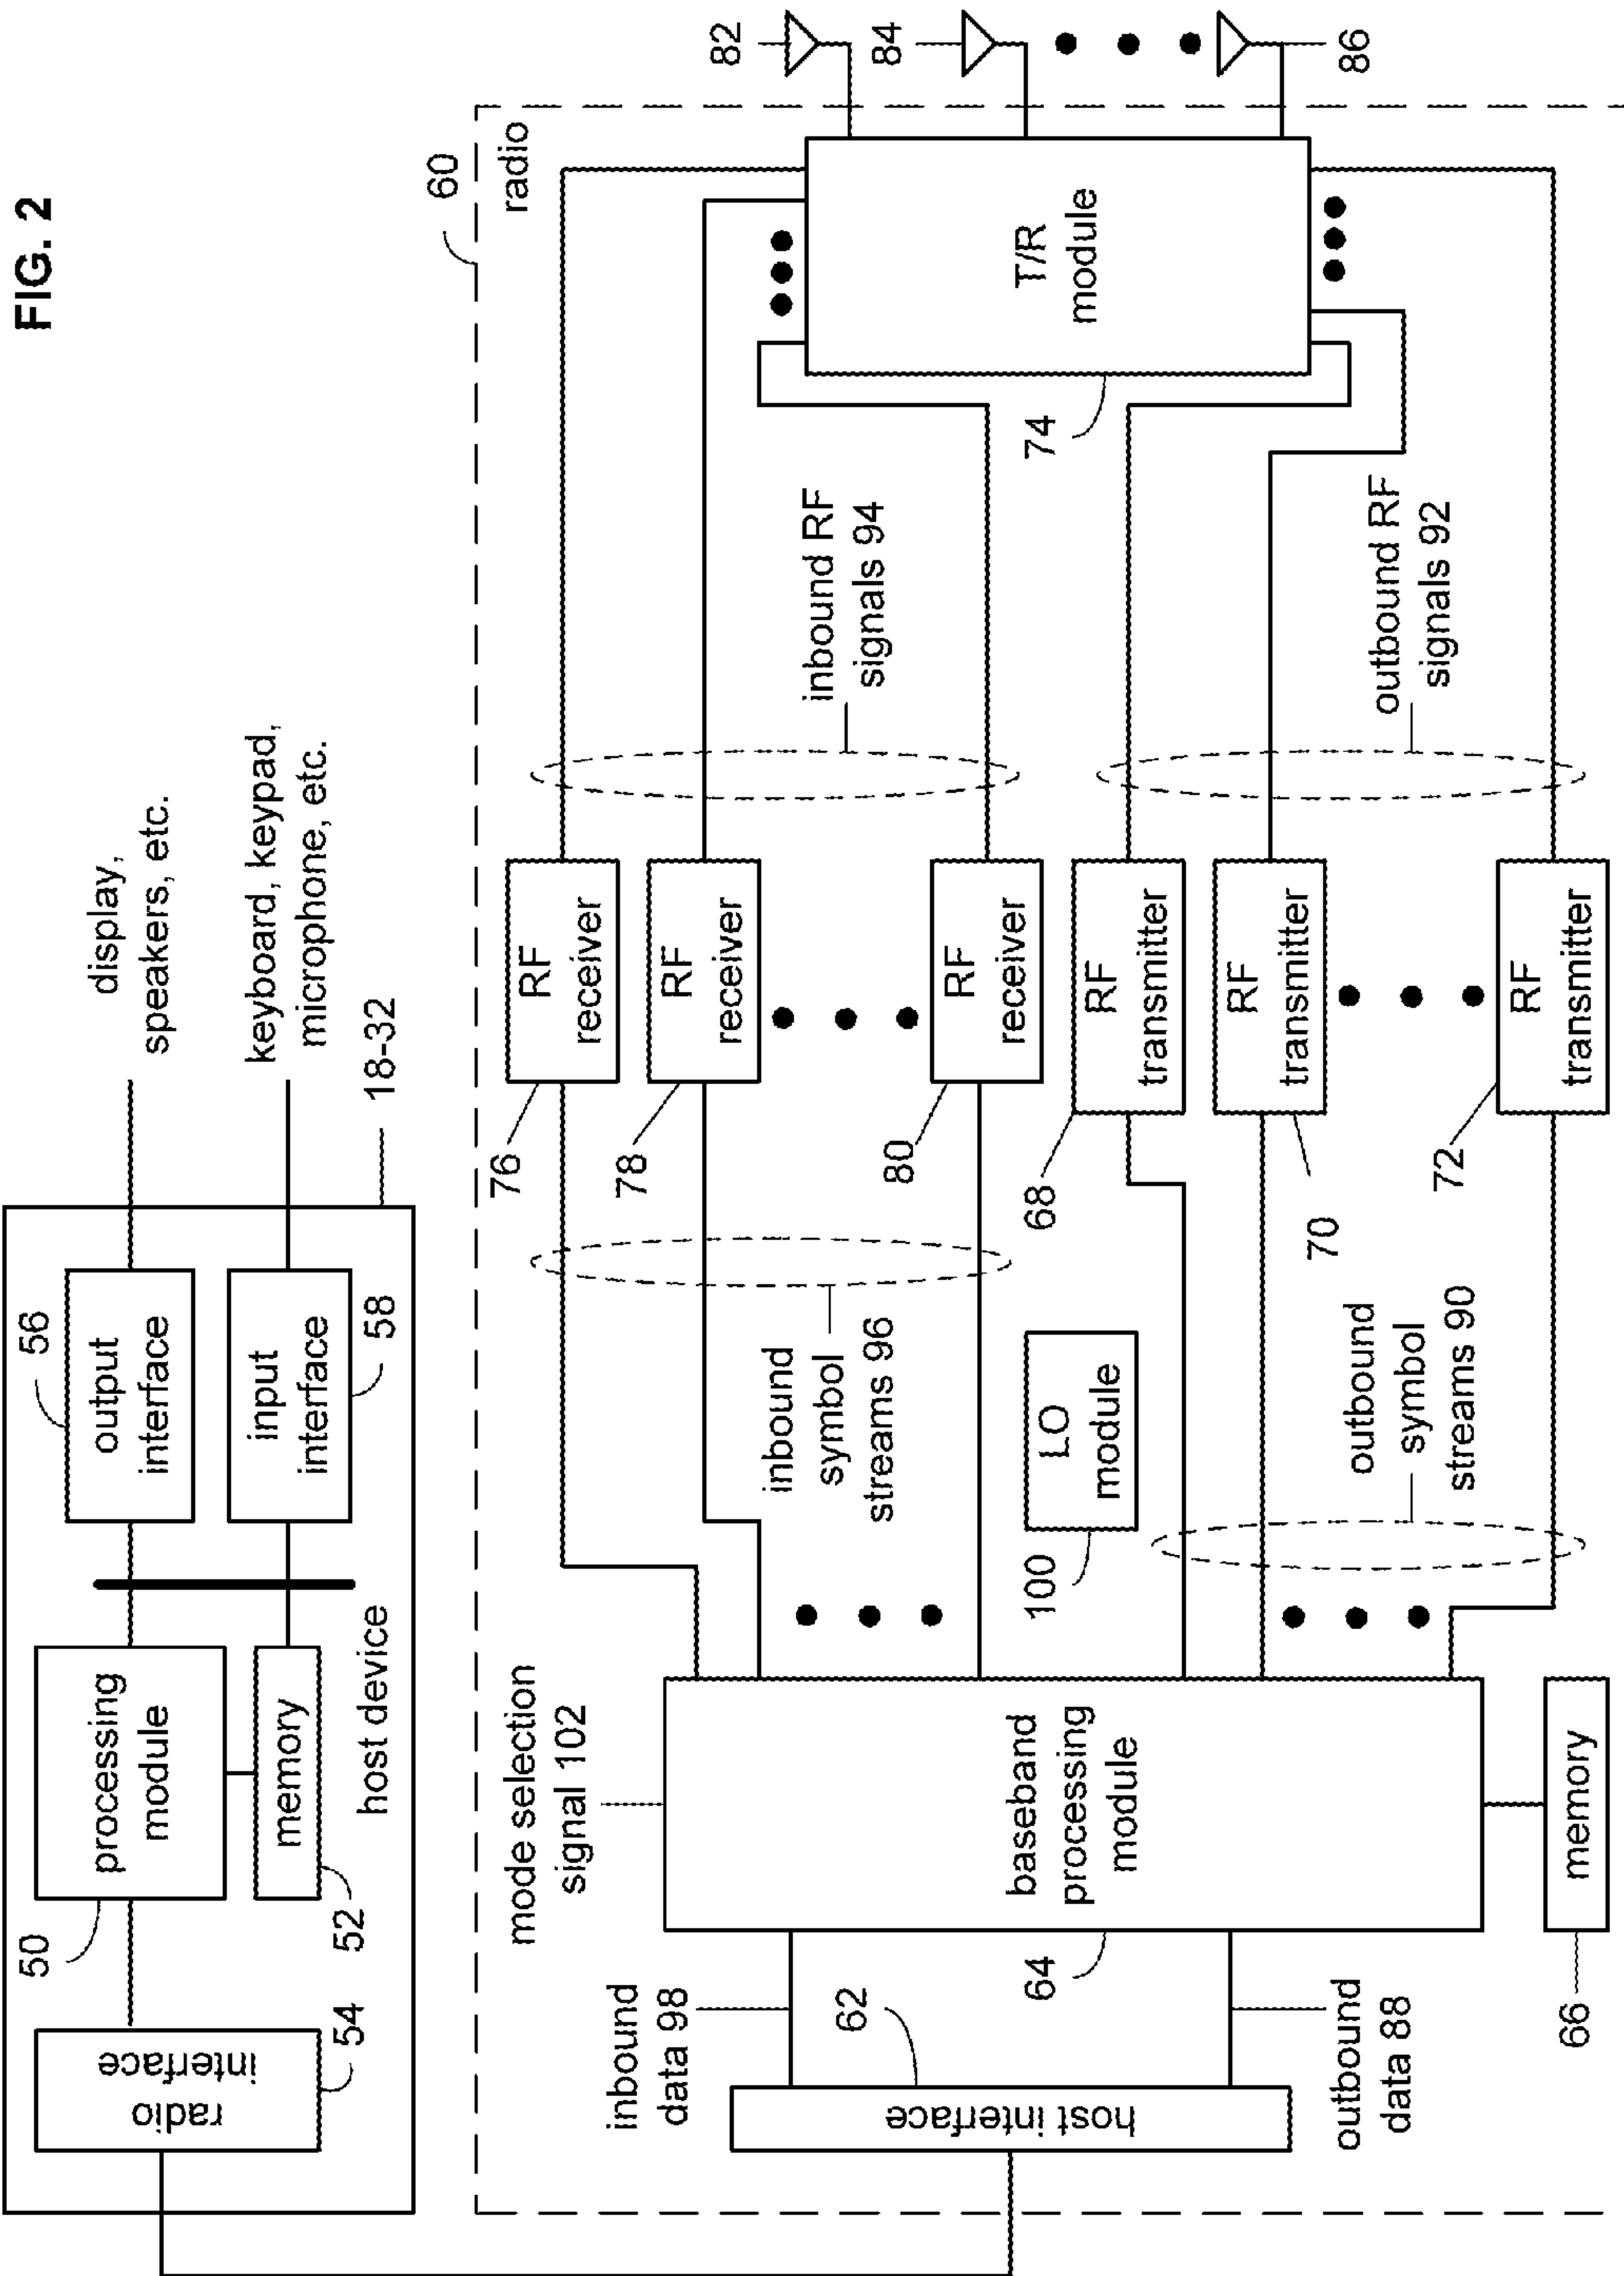 FIG. 2
display,
speakers, etc.
keyboard, keypad,
microphone, etc.
18-32
56
output
interface
input
interface
58
50
processing
module
memory
52
host device
radio
interface
54
60
radio
mode selection
signal 102
inbound
data 98
62
host interface
64
outbound
data 88
baseband
processing
module
66
memory
inbound
symbol
streams 96
100
LO
module
outbound
symbol
streams 90
76
RF
receiver
78
RF
receiver
80
RF
receiver
68
RF
transmitter
70
RF
transmitter
72
RF
transmitter
inbound RF
signals 94
outbound RF
signals 92
74
T/R
module
82
84
86